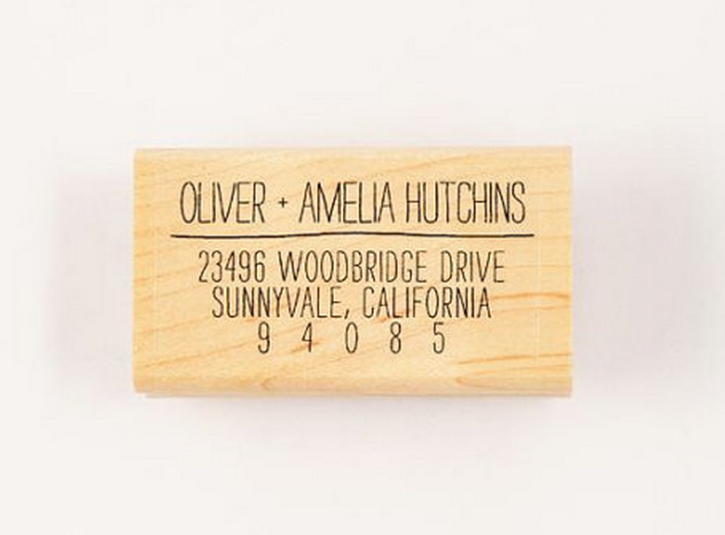 OLIVER + AMELIA HUTCHINS
23496 WOODBRIDGE DRIVE
SUNNYVALE, CALIFORNIA
9 4 0 8 5